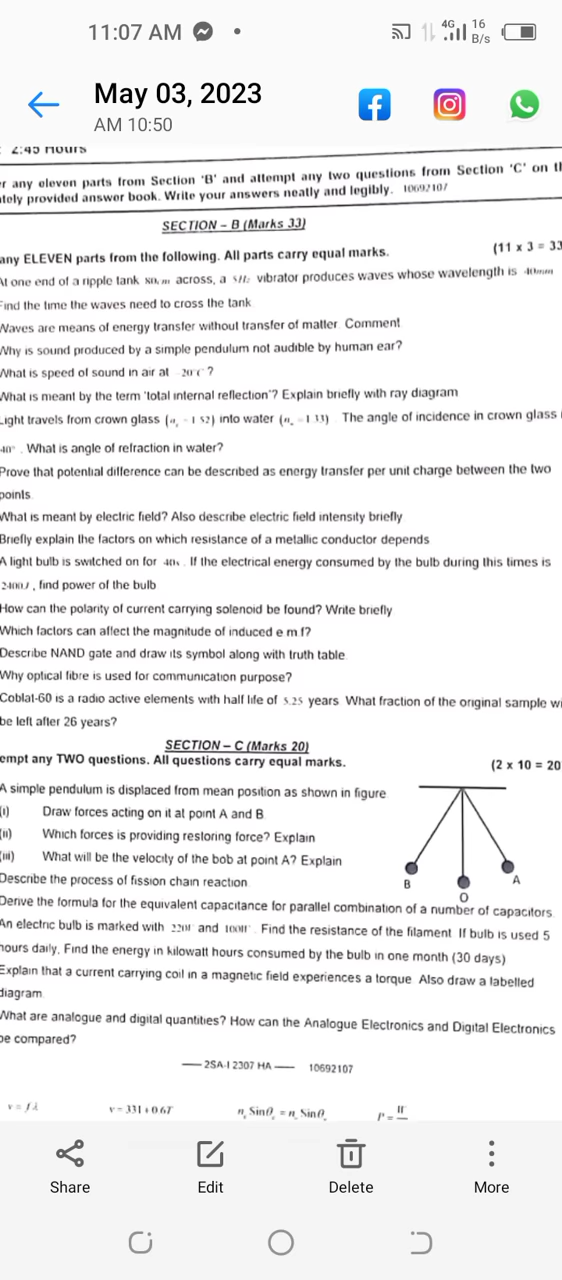 11:07 AM
4G
16
B/s
May 03, 2023
AM 10:50
2:45 Hours
er any eleven parts from Section 'B' and attempt any two questions from Section 'C' on th
ately provided answer book. Write your answers neatly and legibly. 10692107
SECTION – B (Marks 33)
any ELEVEN parts from the following. All parts carry equal marks. (11 x 3 = 33
At one end of a ripple tank 80cm across, a 5Hz vibrator produces waves whose wavelength is 40mm
Find the time the waves need to cross the tank
Waves are means of energy transfer without transfer of matter Comment
Why is sound produced by a simple pendulum not audible by human ear?
What is speed of sound in air at -20°C ?
What is meant by the term 'total internal reflection'? Explain briefly with ray diagram
Light travels from crown glass ( = 1 52) into water ( = 1 33) The angle of incidence in crown glass
40° . What is angle of refraction in water?
Prove that potential difference can be described as energy transfer per unit charge between the two
points
What is meant by electric field? Also describe electric field intensity briefly
Briefly explain the factors on which resistance of a metallic conductor depends
A light bulb is switched on for 40s . If the electrical energy consumed by the bulb during this times is
2400J , find power of the bulb
How can the polarity of current carrying solenoid be found? Write briefly
Which factors can affect the magnitude of induced e m f?
Describe NAND gate and draw its symbol along with truth table
Why optical fibre is used for communication purpose?
Coblat-60 is a radio active elements with half life of 5.25 years What fraction of the original sample wi
be left after 26 years?
SECTION – C (Marks 20)
empt any TWO questions. All questions carry equal marks. (2 x 10 = 20
A simple pendulum is displaced from mean position as shown in figure
(i) Draw forces acting on it at point A and B
(ii) Which forces is providing restoring force? Explain
(iii) What will be the velocity of the bob at point A? Explain
B
O
A
Describe the process of fission chain reaction
Derive the formula for the equivalent capacitance for parallel combination of a number of capacitors
An electric bulb is marked with 220V and 100W Find the resistance of the filament If bulb is used 5
hours daily, Find the energy in kilowatt hours consumed by the bulb in one month (30 days)
Explain that a current carrying coil in a magnetic field experiences a torque Also draw a labelled
diagram
What are analogue and digital quantities? How can the Analogue Electronics and Digital Electronics
be compared?
— 2SA-I 2307 HA — 10692107
v = fλ v = 331+0.6T Sinθ = Sinθ P = W
Share
Edit
Delete
More